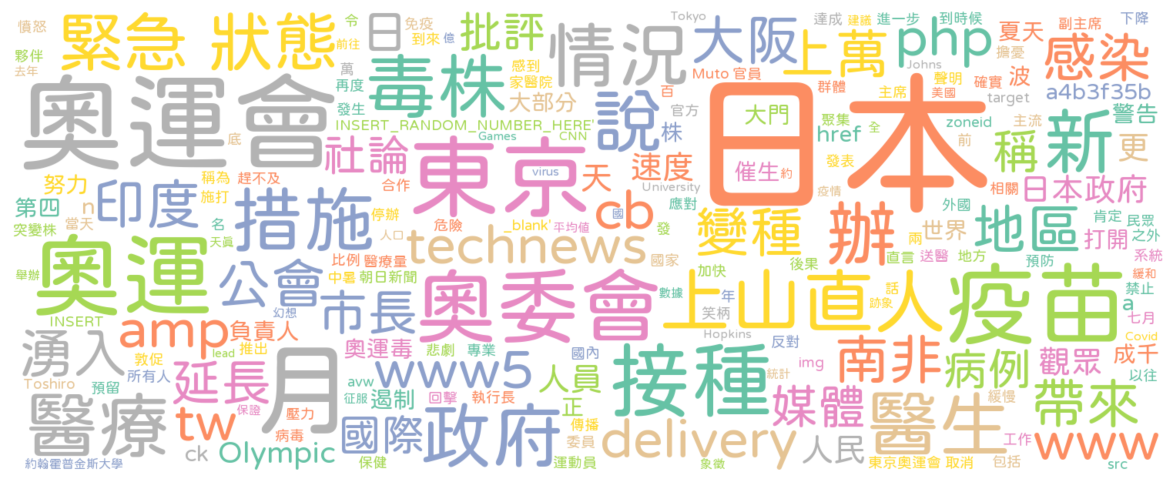 緊急 狀態
日
批評
情況
大阪
上萬
php
感染
奧運會
毒株
說
日本
新
稱
東京
社論
印度
措施
cb
辦
變種
地區
technews
奧運
公會
市長
奧委會
上山直人
疫苗
湧入
amp
負責人
延長
月
www5
接種
南非
病例
觀眾
帶來
醫療
tw
Olympic
國際
政府
delivery
媒體
人民
醫生
www
憤怒
夥伴
去年
令
到來
前往
免疫
億
萬
再度
發生
感到
家醫院
大部分
INSERT_RANDOM_NUMBER_HERE'
Games
CNN
底
努力
稱為
施打
趕不及
合作
第四
n
突變株
當天
名
天真
停辦
危險
人口
_blank'
virus
平均值
國
發
國家
舉辦
比例
醫療量
中暑
朝日新聞
幻想
INSERT
Tokyo
建議
達成
進一步
到時候
副主席
下降
夏天
擔憂
Muto
官員
Johns
聲明
美國
確實
波
百
群體
主席
target
a4b3f35b
官方
株
大門
聚集
href
全
zoneid
前
主流
警告
更
速度
天
催生
約
發表
疫情
University
應對
相關
日本政府
外國
肯定
民眾
之外
兩
世界
打開
系統
直言
送醫
地方
預防
緩和
禁止
a
七月
加快
後果
數據
年
話
跡象
笑柄
Hopkins
反對
img
統計
Covid
成千
以往
緩慢
敦促
lead
推出
Toshiro
預留
所有人
保證
壓力
病毒
ck
保健
約翰霍普金斯大學
奧運毒
悲劇
專業
avw
征服
遏制
回擊
執行長
國內
人員
正
傳播
委員
運動員
象徵
工作
東京奧運會
取消
包括
src